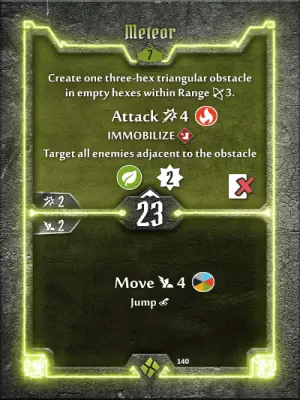 Meteor
7
Create one three-hex triangular obstacle
in empty hexes within Range 3.
Attack 4
IMMOBILIZE
Target all enemies adjacent to the obstacle
2
2
23
2
Move 4
Jump
140